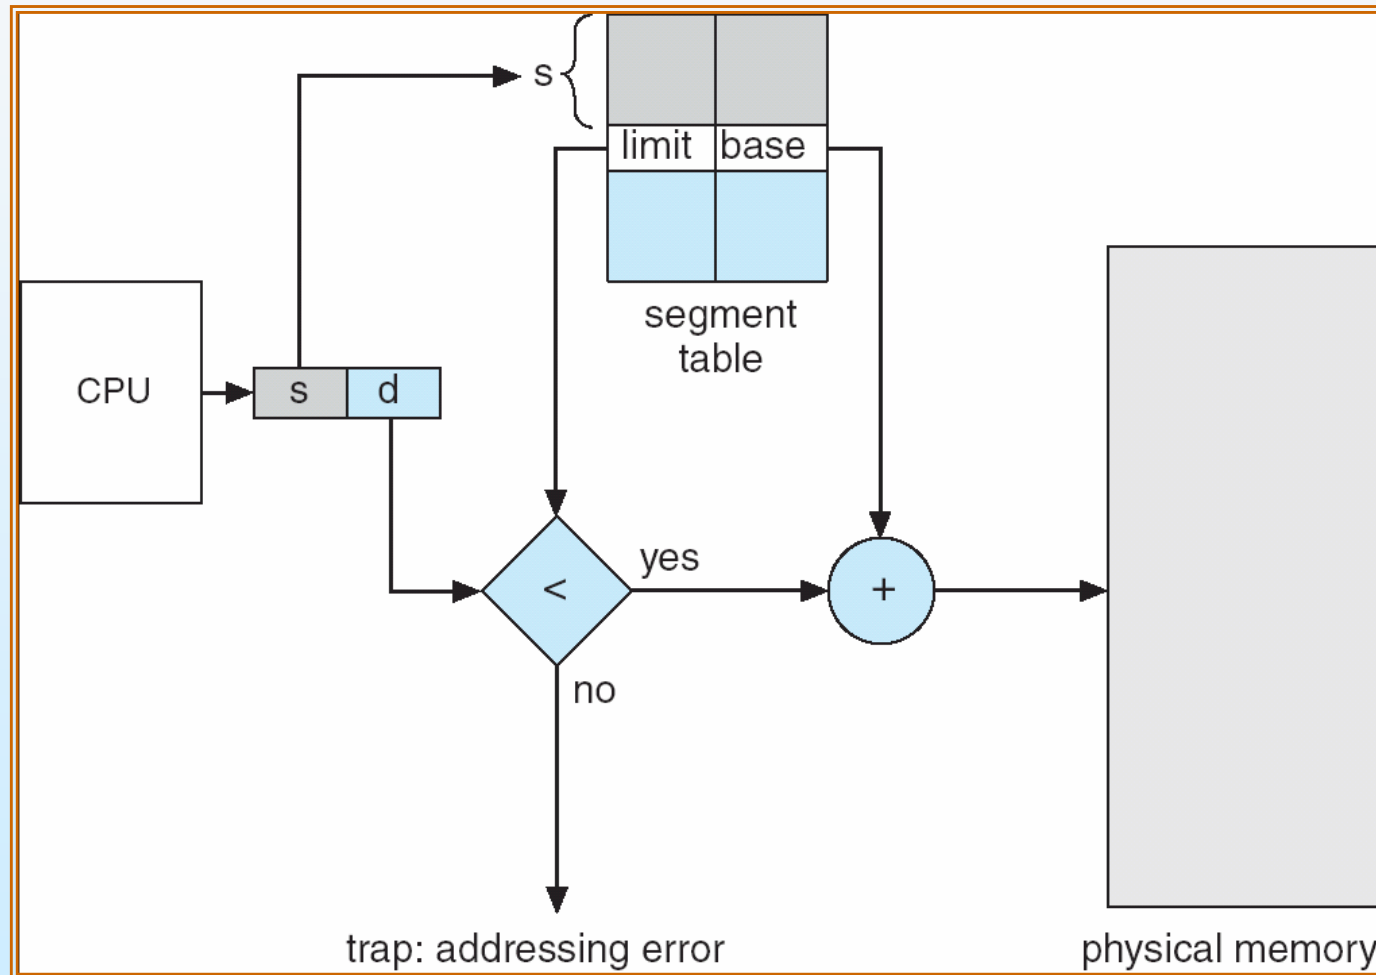 s
limit base
segment
table
CPU
s d
yes
<
+
no
trap: addressing error
physical memory